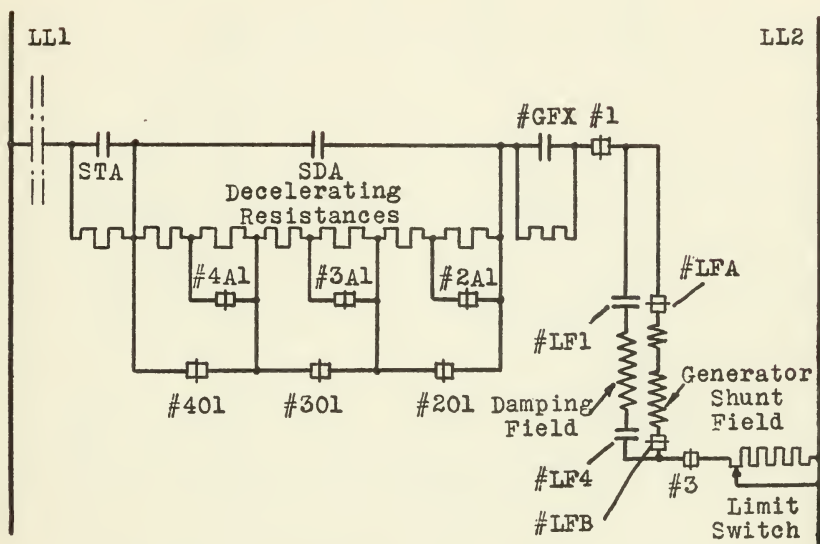 LL1
LL2
#GFX #1
STA
SDA
Decelerating
Resistances
#4A1
#3A1
#2A1
#LFA
#LF1
#401
#301
#201
Damping
Field
Generator
Shunt
Field
#LF4
#3
#LFB
Limit
Switch